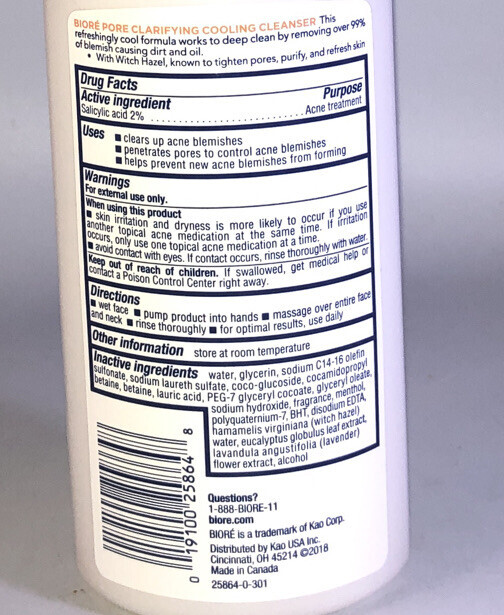 BIORÉ PORE CLARIFYING COOLING CLEANSER This
refreshingly cool formula works to deep clean by removing over 99%
of blemish causing dirt and oil.
• With Witch Hazel, known to tighten pores, purify, and refresh skin
Drug Facts
Active ingredient Purpose
Salicylic acid 2% ........................................ Acne treatment
Uses ■ clears up acne blemishes
■ penetrates pores to control acne blemishes
■ helps prevent new acne blemishes from forming
Warnings
For external use only.
When using this product
■ skin irritation and dryness is more likely to occur if you use
another topical acne medication at the same time. If irritation
occurs, only use one topical acne medication at a time.
■ avoid contact with eyes. If contact occurs, rinse thoroughly with water.
Keep out of reach of children. If swallowed, get medical help or
contact a Poison Control Center right away.
Directions
■ wet face ■ pump product into hands ■ massage over entire face
and neck ■ rinse thoroughly ■ for optimal results, use daily
Other information store at room temperature
Inactive ingredients water, glycerin, sodium C14-16 olefin
sulfonate, sodium laureth sulfate, coco-glucoside, cocamidopropyl
betaine, betaine, lauric acid, PEG-7 glyceryl cocoate, glyceryl oleate,
sodium hydroxide, fragrance, menthol,
polyquaternium-7, BHT, disodium EDTA,
hamamelis virginiana (witch hazel)
water, eucalyptus globulus leaf extract,
lavandula angustifolia (lavender)
flower extract, alcohol
0 19100 25864 8
Questions?
1-888-BIORE-11
biore.com
BIORÉ is a trademark of Kao Corp.
Distributed by Kao USA Inc.
Cincinnati, OH 45214 ©2018
Made in Canada
25864-0-301